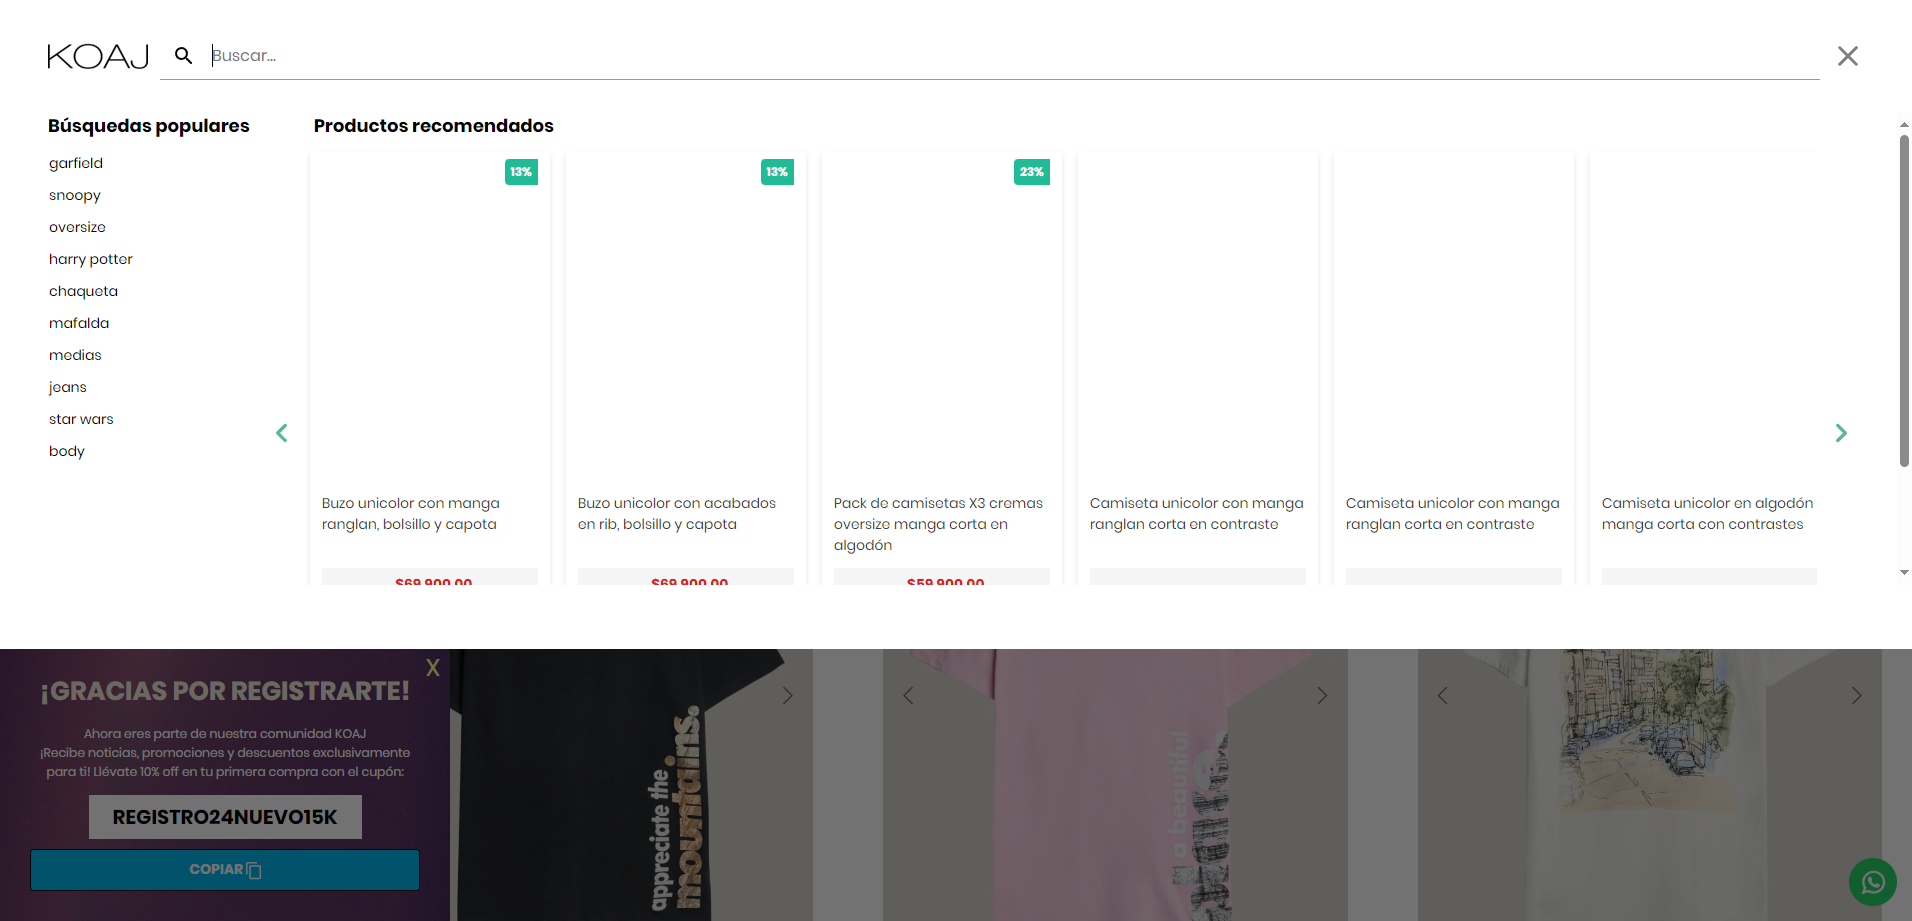 KOAJ
Buscar...
Búsquedas populares
garfield
snoopy
oversize
harry potter
chaqueta
mafalda
medias
jeans
star wars
body
Productos recomendados
13%
13%
23%
Buzo unicolor con manga
ranglan, bolsillo y capota
$69.900,00
Buzo unicolor con acabados
en rib, bolsillo y capota
$69.900,00
Pack de camisetas X3 cremas
oversize manga corta en
algodón
$59.900,00
Camiseta unicolor con manga
ranglan corta en contraste
Camiseta unicolor con manga
ranglan corta en contraste
Camiseta unicolor en algodón
manga corta con contrastes
X
¡GRACIAS POR REGISTRARTE!
Ahora eres parte de nuestra comunidad KOAJ
¡Recibe noticias, promociones y descuentos exclusivamente
para ti! Llévate 10% off en tu primera compra con el cupón:
REGISTRO24NUEVO15K
COPIAR
appreciate the
mountains.
a beautiful